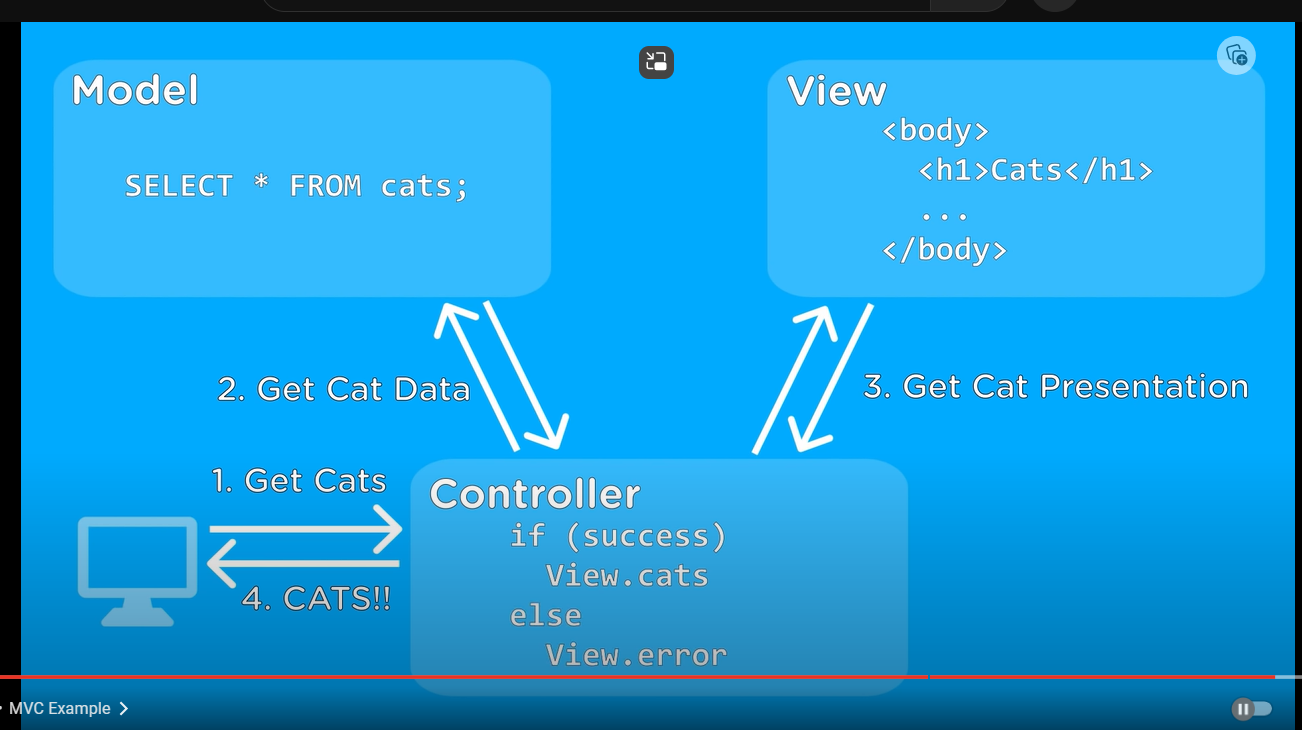 Model
SELECT * FROM cats;
View
<body>
<h1>Cats</h1>
...
</body>
2. Get Cat Data
3. Get Cat Presentation
1. Get Cats
4. CATS!!
Controller
if (success)
View.cats
else
View.error
• MVC Example >